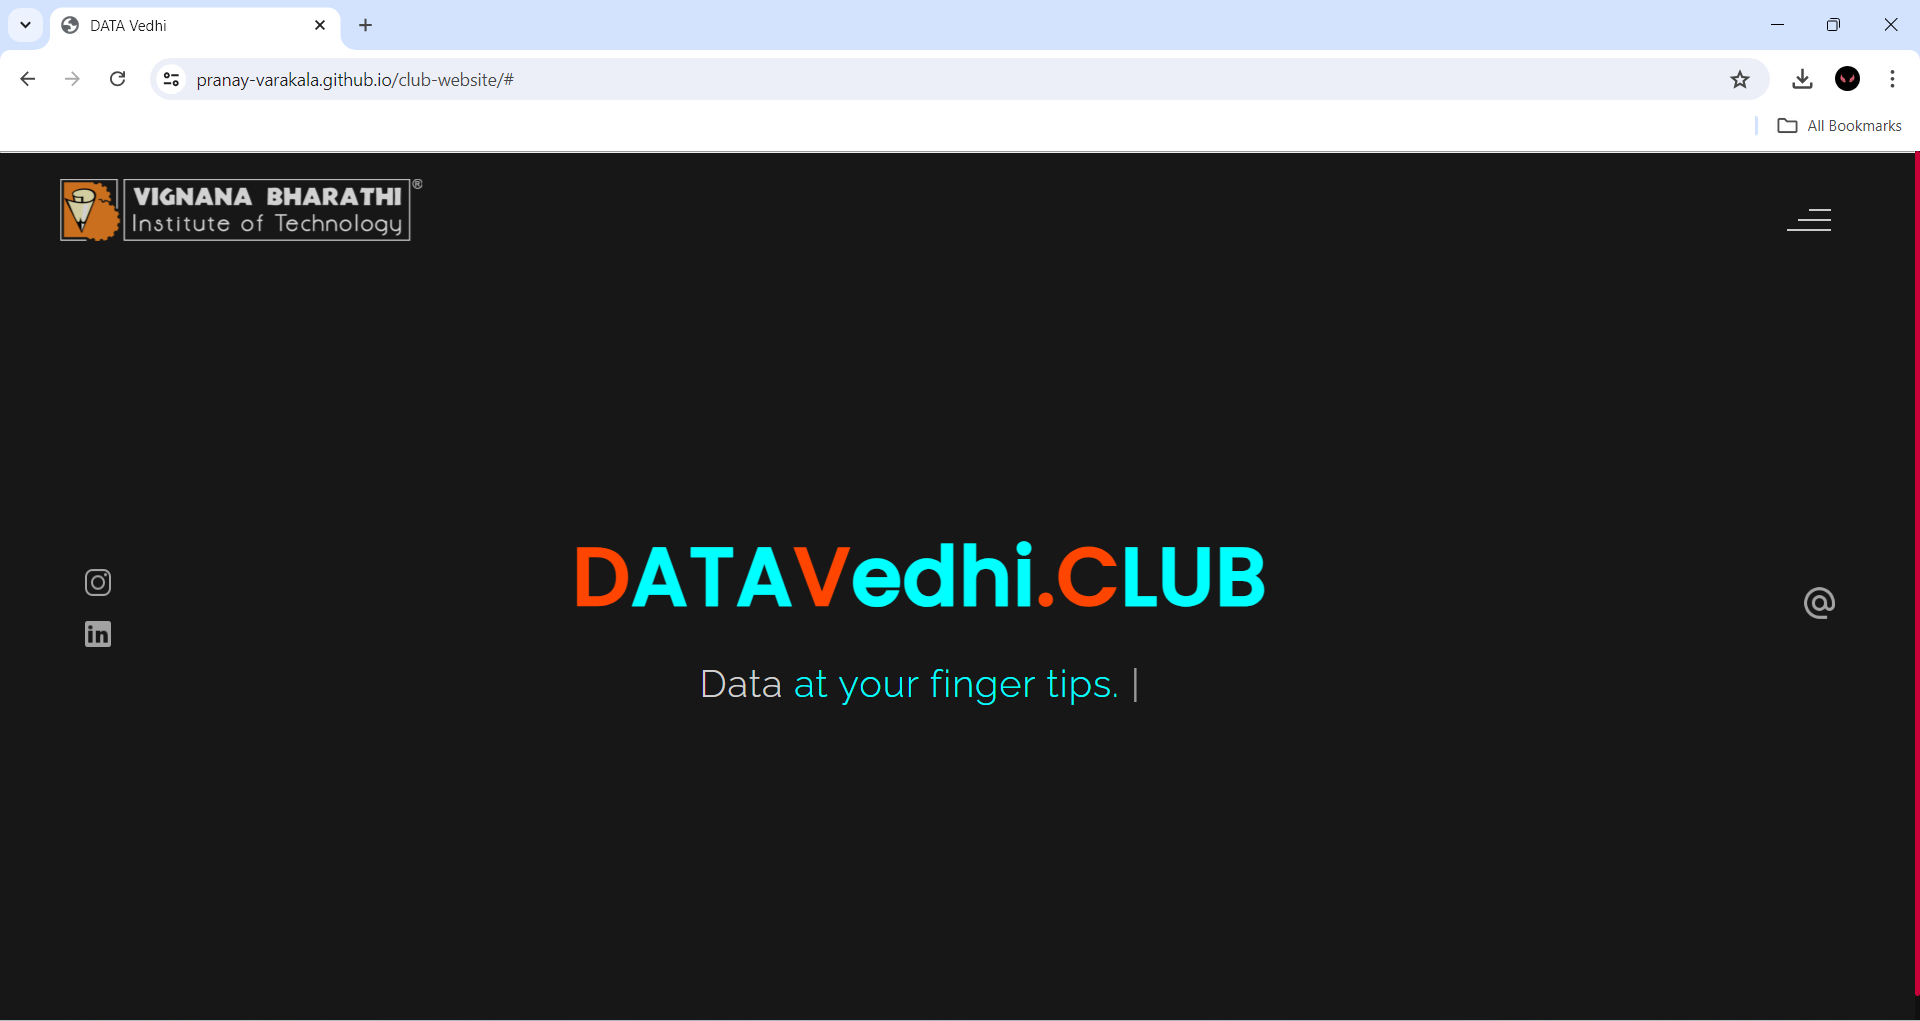 DATA Vedhi
pranay-varakala.github.io/club-website/#
All Bookmarks
VIGNANA BHARATHI®
Institute of Technology
in
@
DATAVedhi.CLUB
Data at your finger tips. |